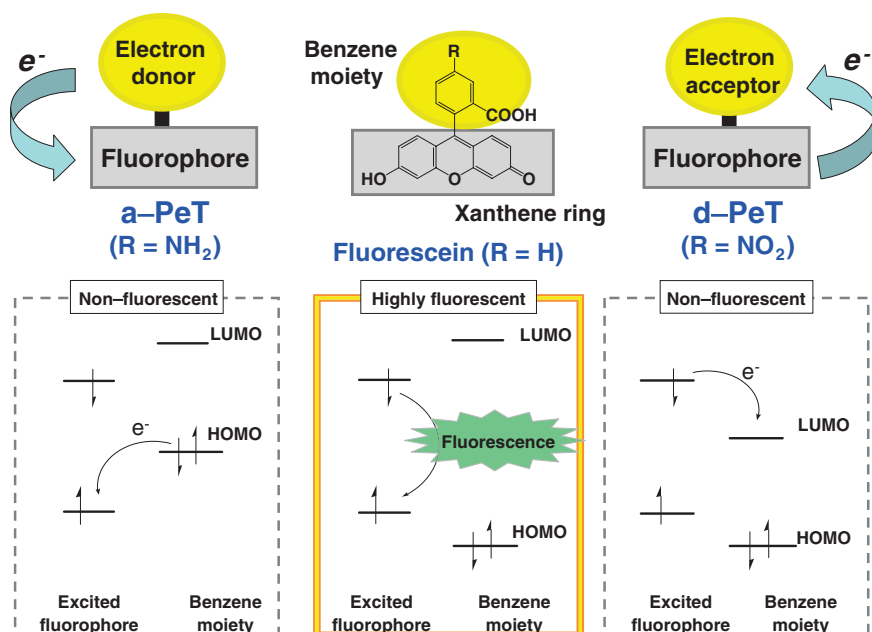 e-
Electron
donor
Fluorophore
a–PeT
(R = NH₂)
Benzene
moiety
R
COOH
HO
O
O
Xanthene ring
Fluorescein (R = H)
Electron
acceptor
e-
Fluorophore
d–PeT
(R = NO₂)
Non–fluorescent
LUMO
e-
HOMO
Excited
fluorophore
Benzene
moiety
Highly fluorescent
LUMO
Fluorescence
HOMO
Excited
fluorophore
Benzene
moiety
Non–fluorescent
e-
LUMO
HOMO
Excited
fluorophore
Benzene
moiety